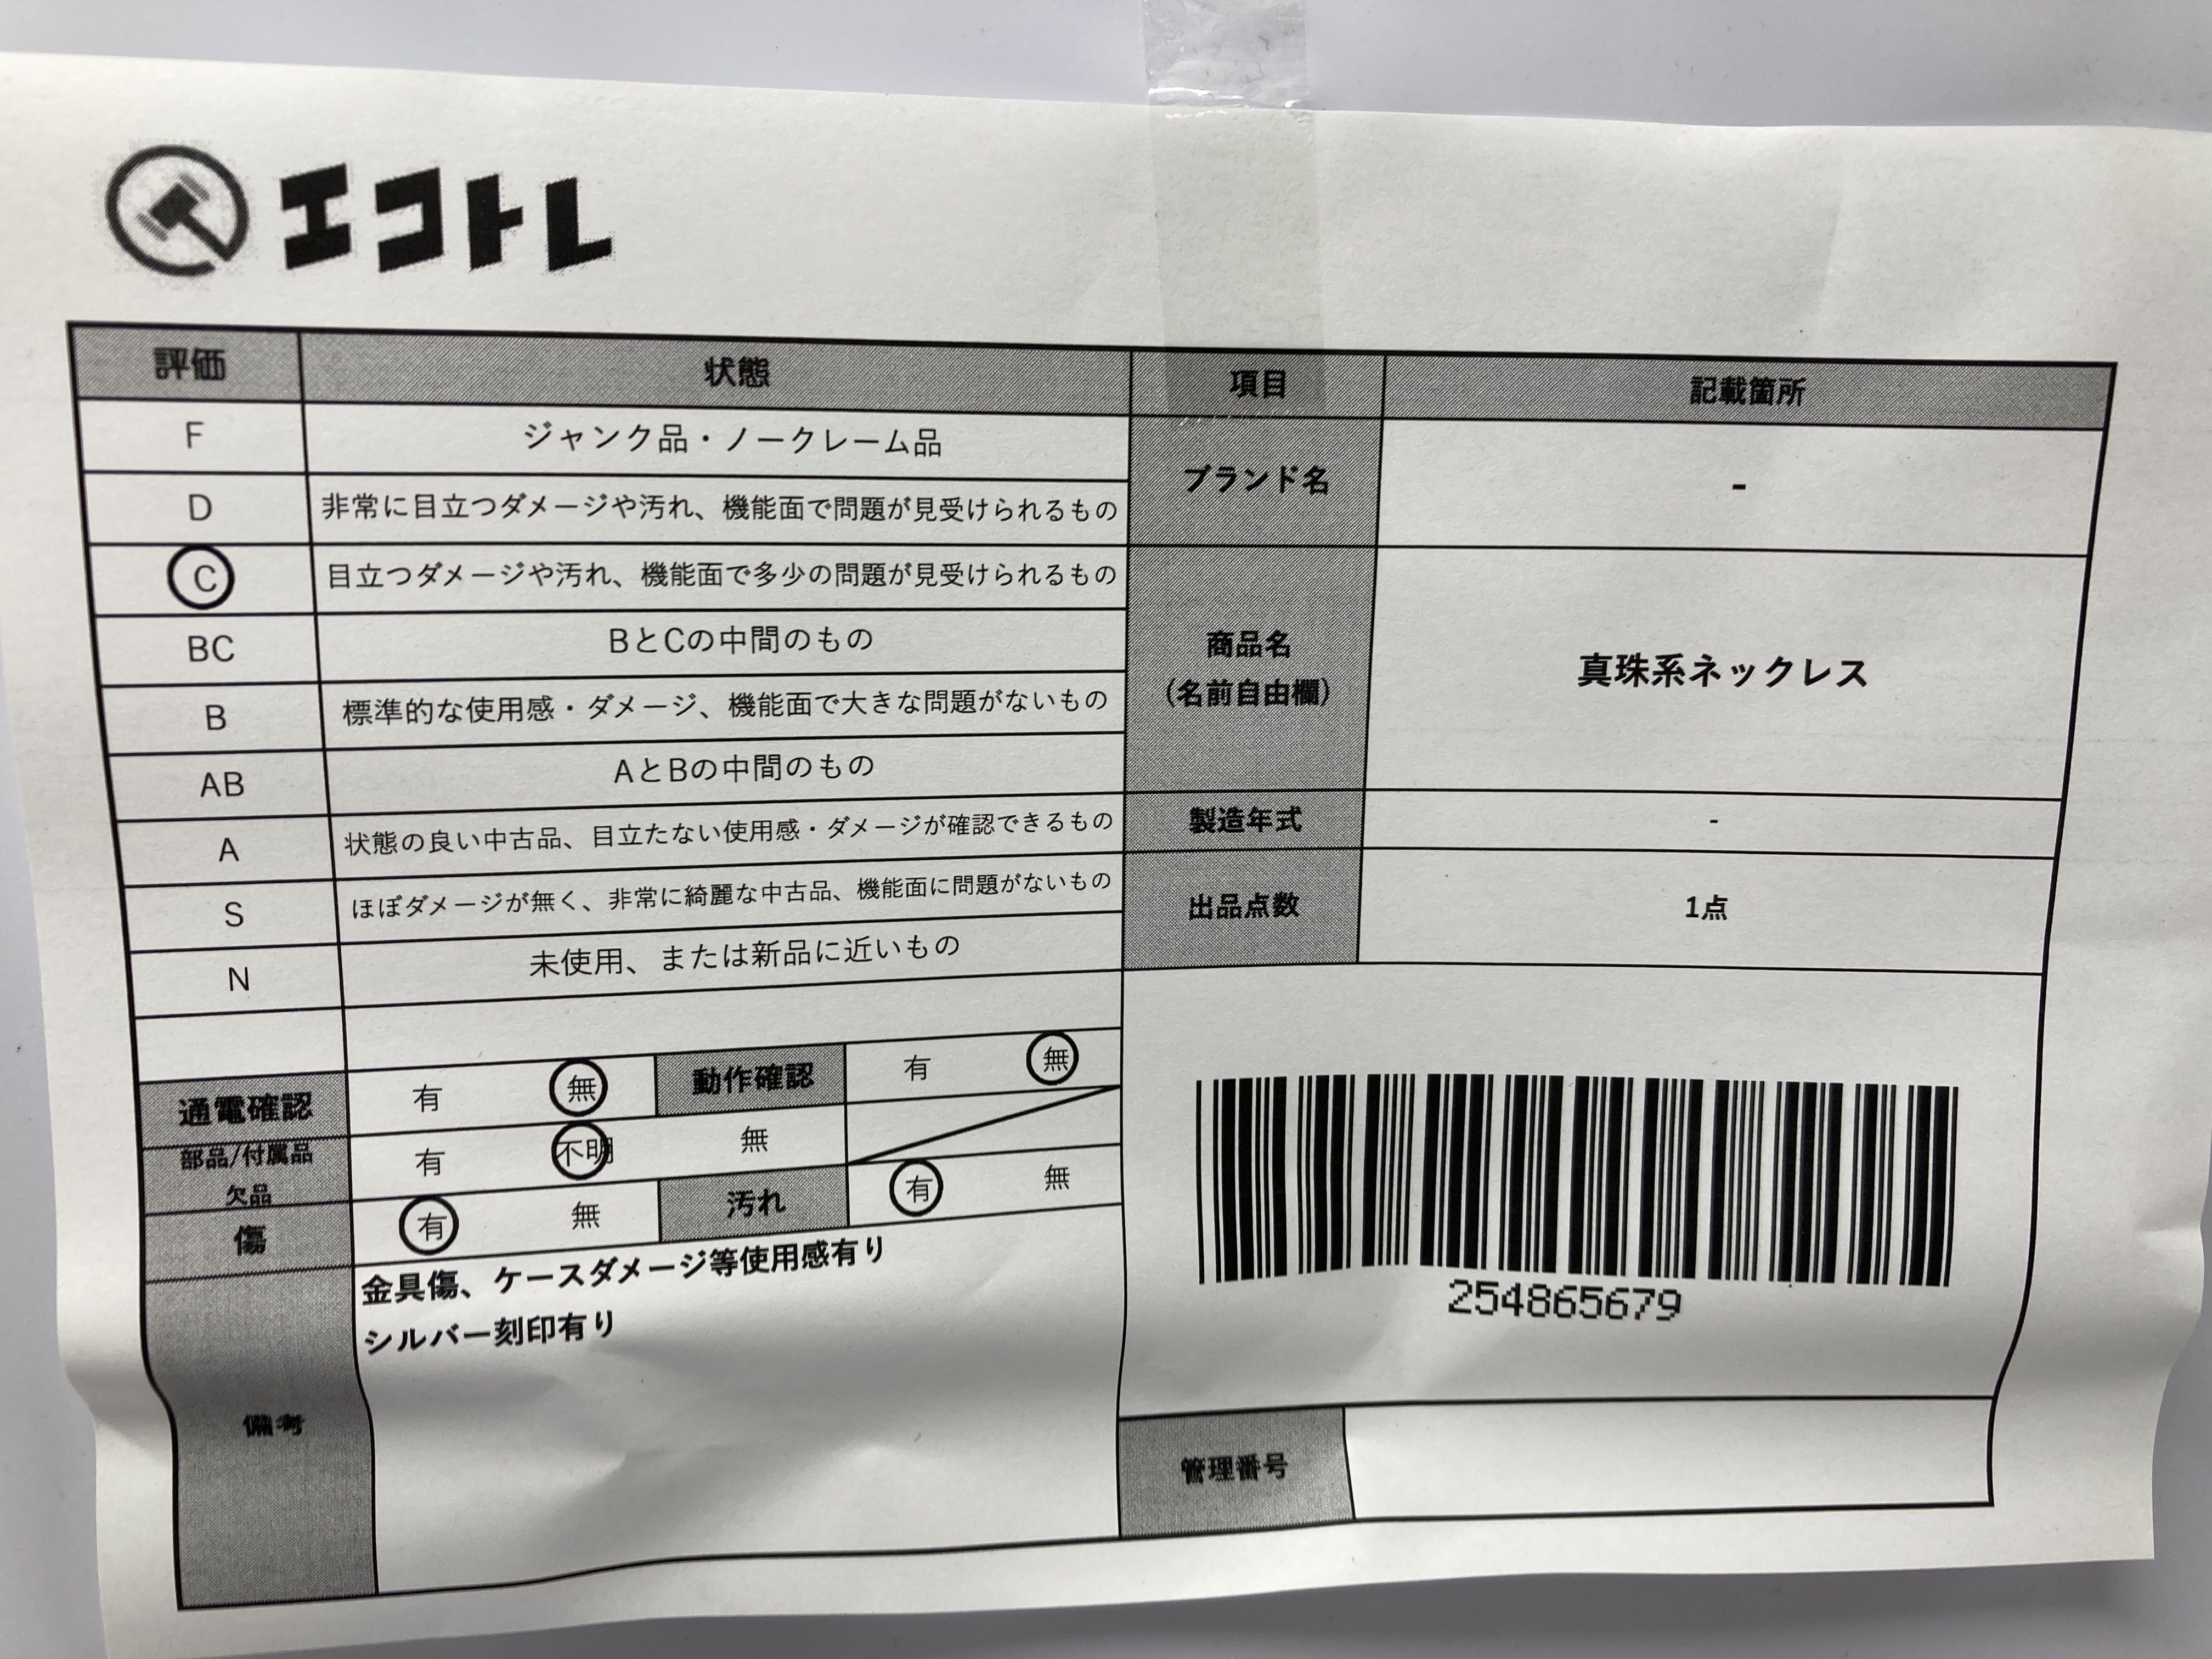 エコトレ
評価 状態 項目 記載箇所
F ジャンク品・ノークレーム品
D 非常に目立つダメージや汚れ、機能面で問題が見受けられるもの
C 目立つダメージや汚れ、機能面で多少の問題が見受けられるもの
BC BとCの中間のもの
B 標準的な使用感・ダメージ、機能面で大きな問題がないもの
AB AとBの中間のもの
A 状態の良い中古品、目立たない使用感・ダメージが確認できるもの
S ほぼダメージが無く、非常に綺麗な中古品、機能面に問題がないもの
N 未使用、または新品に近いもの
通電確認 有 無 動作確認 有 無
部品/付属品
欠品
有 不明 無
傷 有 無 汚れ 有 無
備考
金具傷、ケースダメージ等使用感有り
シルバー刻印有り
ブランド名 -
商品名
(名前自由欄)
真珠系ネックレス
製造年式 -
出品点数 1点
254865679
管理番号